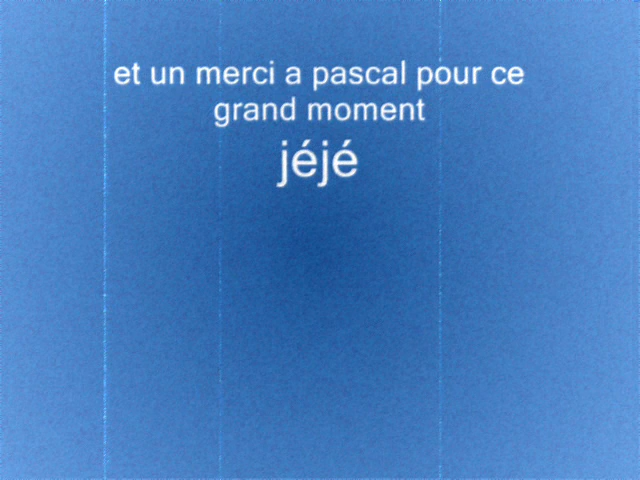 et un merci a pascal pour ce
grand moment
jéjé